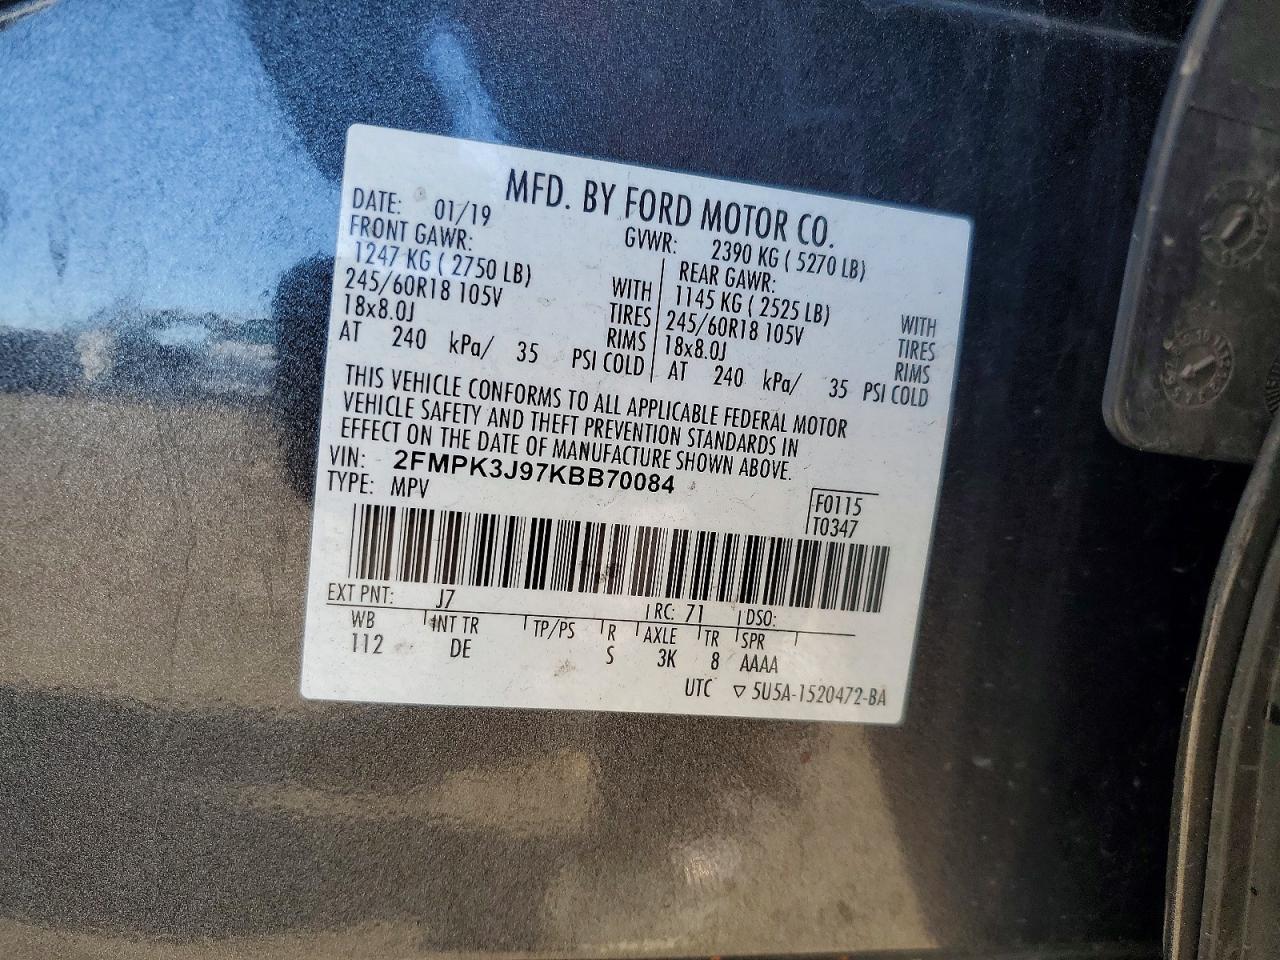 MFD. BY FORD MOTOR CO.
DATE: 01/19 GVWR: 2390 KG ( 5270 LB)
FRONT GAWR: REAR GAWR:
1247 KG ( 2750 LB) WITH 1145 KG ( 2525 LB) WITH
245/60R18 105V TIRES 245/60R18 105V TIRES
18x8.0J RIMS 18x8.0J RIMS
AT 240 kPa/ 35 PSI COLD AT 240 kPa/ 35 PSI COLD
THIS VEHICLE CONFORMS TO ALL APPLICABLE FEDERAL MOTOR
VEHICLE SAFETY AND THEFT PREVENTION STANDARDS IN
EFFECT ON THE DATE OF MANUFACTURE SHOWN ABOVE.
VIN: 2FMPK3J97KBB70084
TYPE: MPV
F0115
T0347
EXT PNT: J7 RC: 71 DSO:
WB INT TR TP/PS R AXLE TR SPR
112 DE S 3K 8 AAAA
UTC ▽ 5U5A-1520472-BA